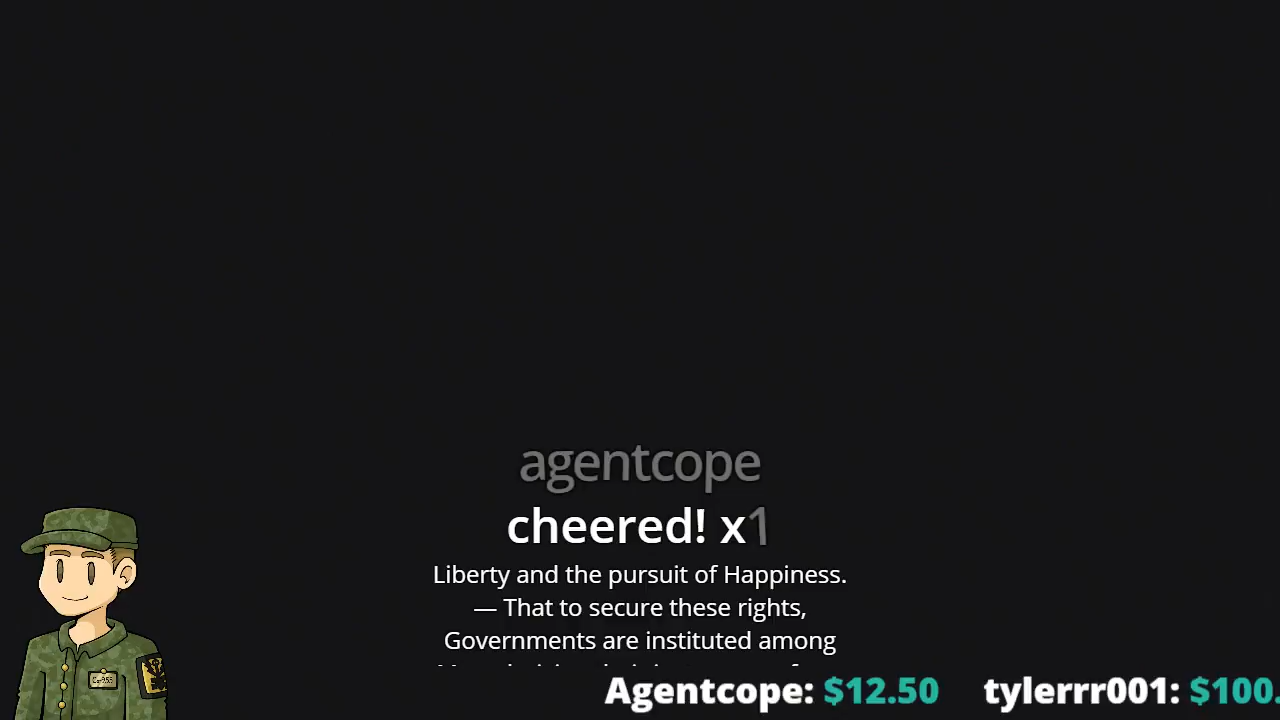 agentcope
cheered! x1
Liberty and the pursuit of Happiness.
— That to secure these rights,
Governments are instituted among
Agentcope: $12.50 tylerrr001: $100.